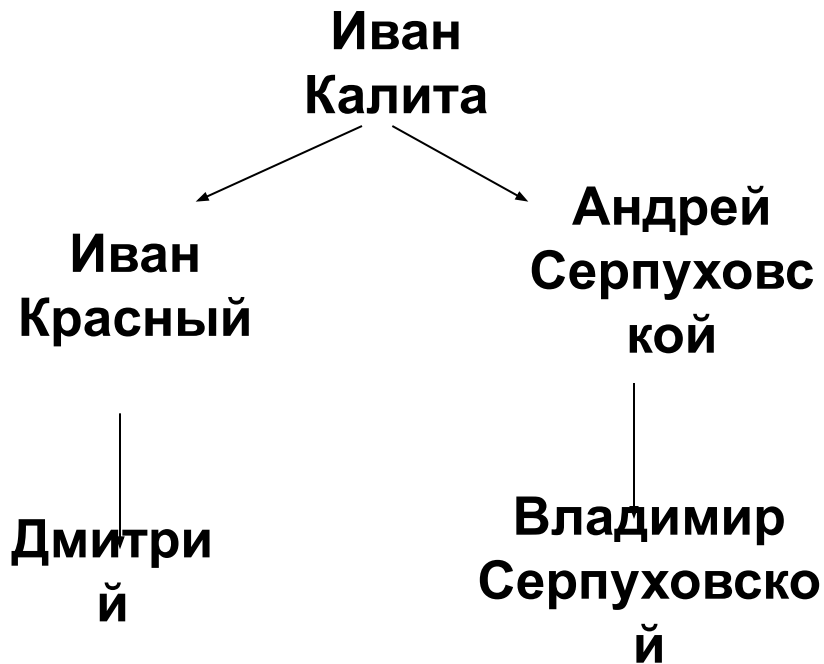 Иван
Калита
Иван
Красный
Андрей
Серпуховс
кой
Дмитри
й
Владимир
Серпуховско
й